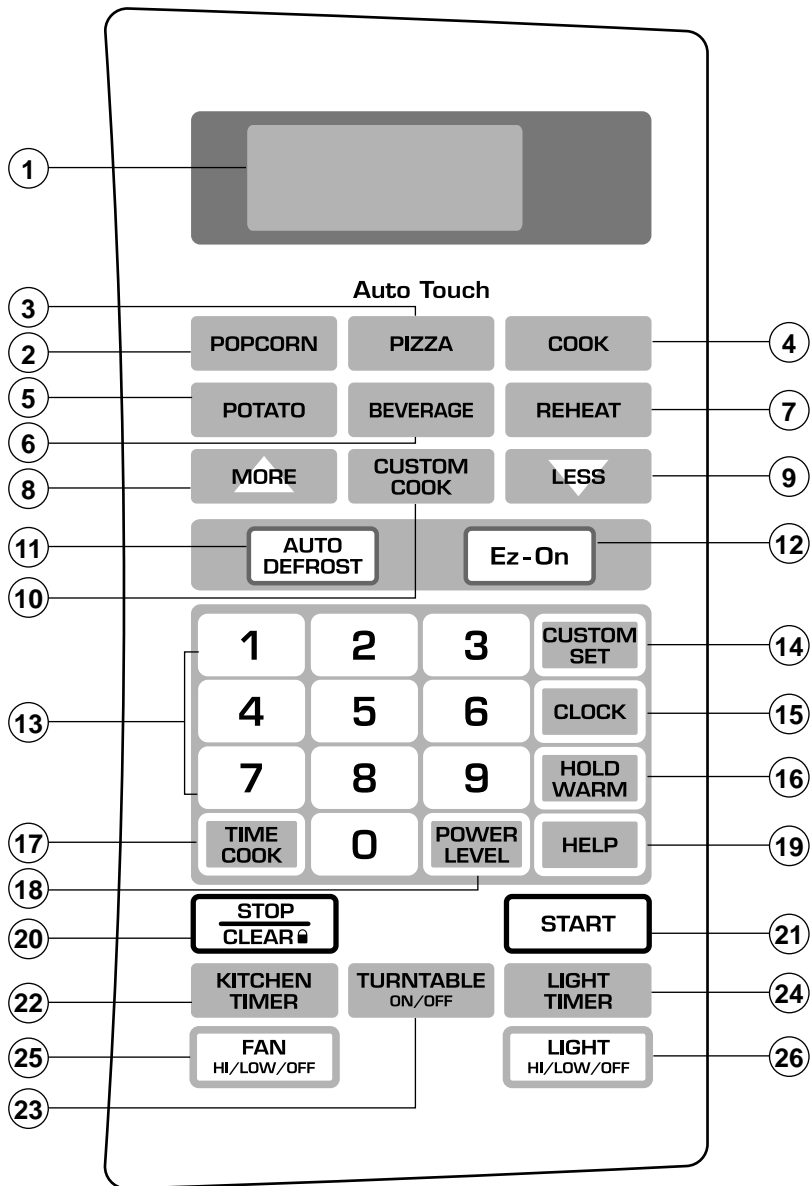 1
Auto Touch
3
POPCORN PIZZA COOK
2 4
5
POTATO BEVERAGE REHEAT
7
6
MORE CUSTOM COOK LESS
8 9
11 AUTO DEFROST Ez-On 12
10
1 2 3 CUSTOM SET 14
13 4 5 6 CLOCK 15
7 8 9 HOLD WARM 16
17 TIME COOK 0 POWER LEVEL HELP 19
18
STOP
CLEAR START
20 21
KITCHEN TIMER TURNTABLE ON/OFF LIGHT TIMER
22 24
25 FAN HI/LOW/OFF LIGHT HI/LOW/OFF 26
23